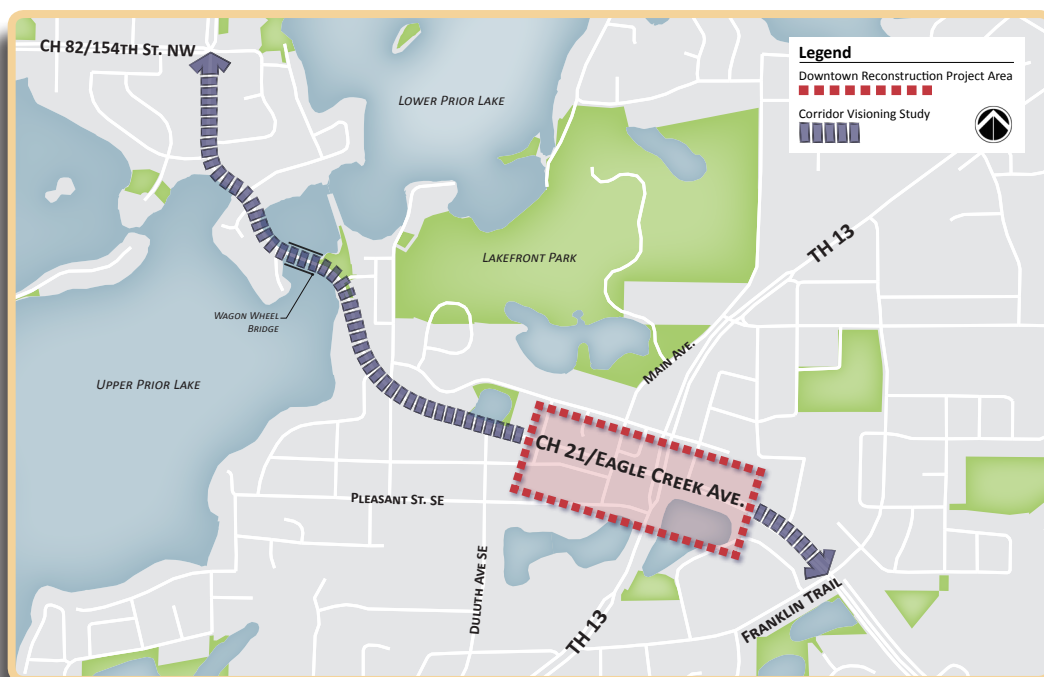 CH 82/154TH ST. NW
LOWER PRIOR LAKE
Legend
Downtown Reconstruction Project Area
Corridor Visioning Study
TH 13
LAKEFRONT PARK
WAGON WHEEL
BRIDGE
UPPER PRIOR LAKE
MAIN AVE.
CH 21/EAGLE CREEK AVE.
PLEASANT ST. SE
DULUTH AVE SE
TH 13
FRANKLIN TRAIL